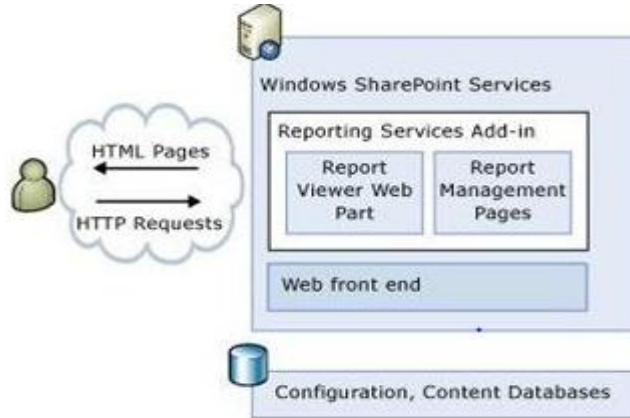 Windows SharePoint Services
Reporting Services Add-in
HTML Pages
HTTP Requests
Report
Viewer Web
Part
Report
Management
Pages
Web front end
Configuration, Content Databases